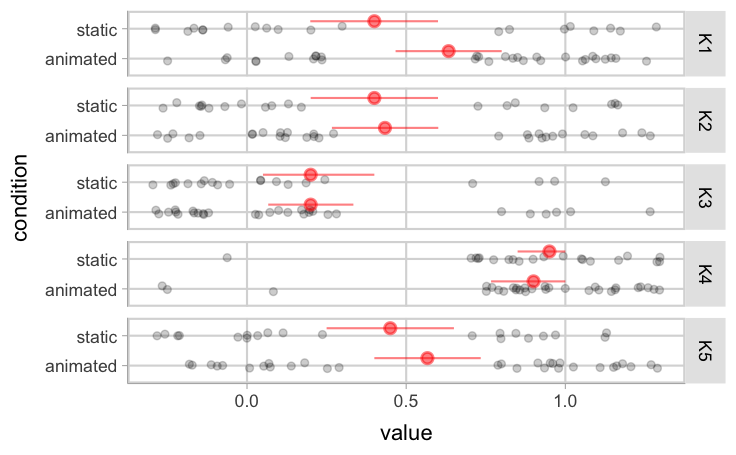 static
animated
K1
static
animated
K2
condition
static
animated
K3
static
animated
K4
static
animated
K5
0.0 0.5 1.0
value